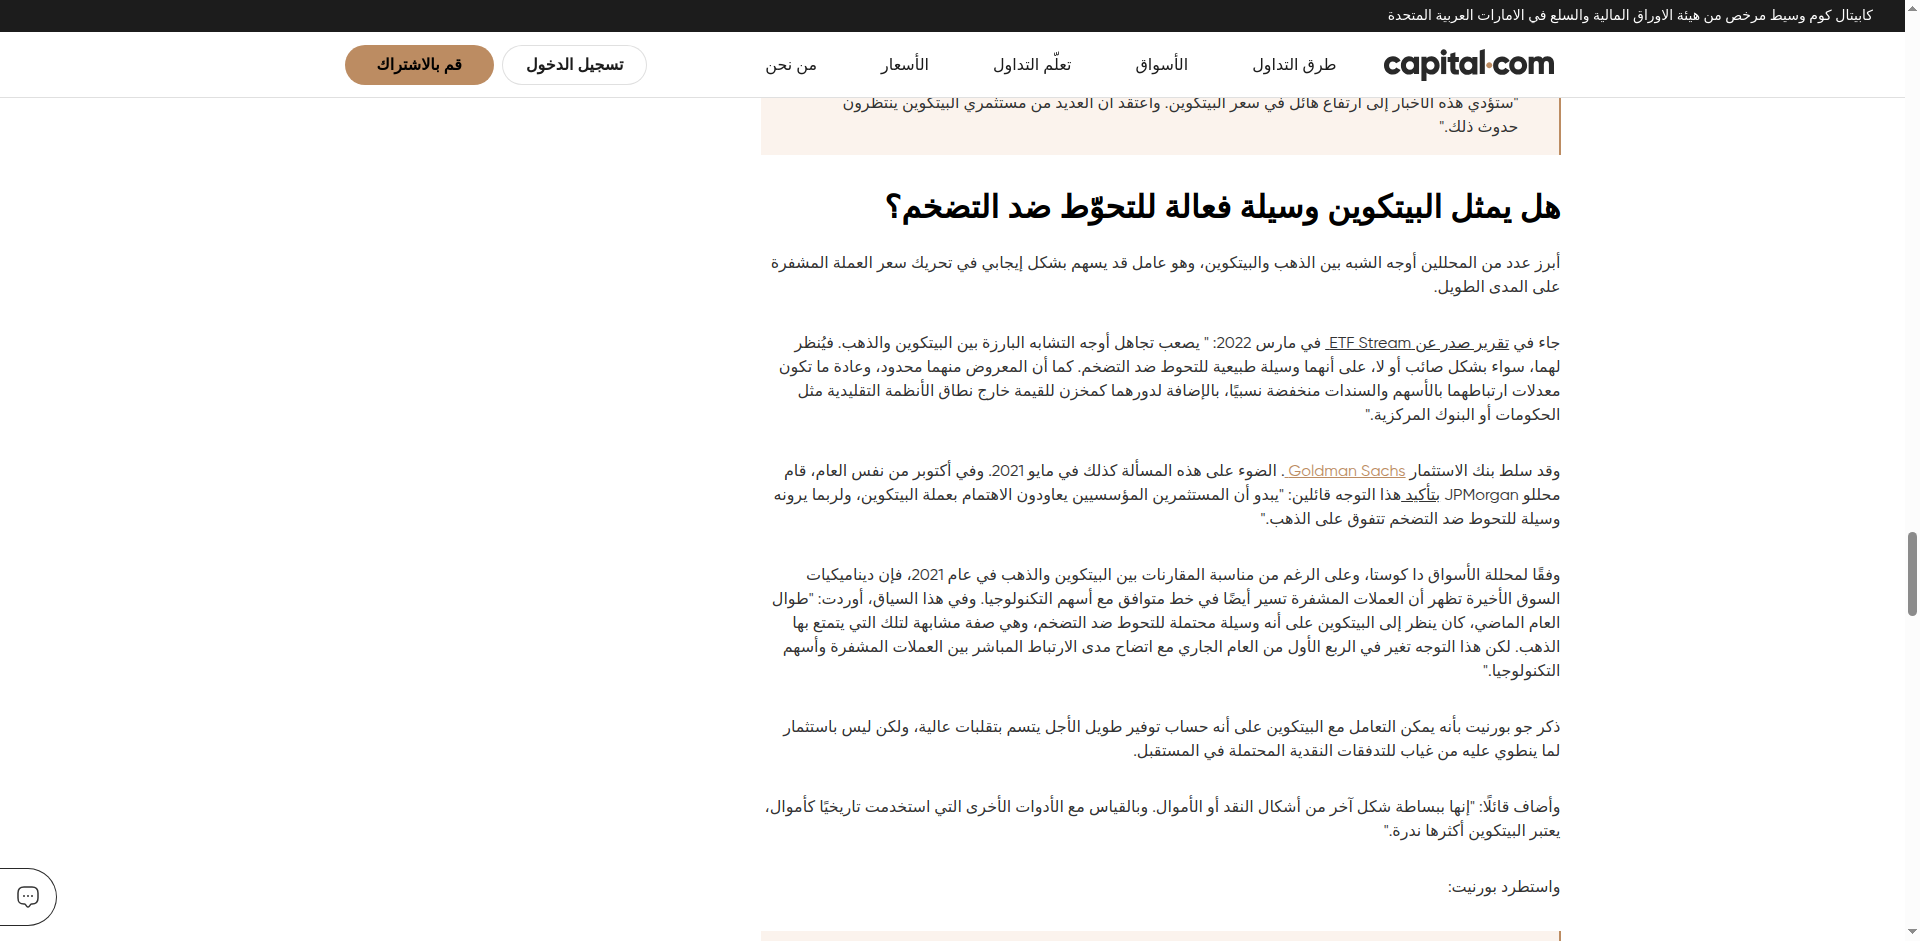 كابيتال كوم وسيط مرخص من هيئة الاوراق المالية والسلع في الامارات العربية المتحدة
capital.com
طرق التداول
الأسواق
تعلّم التداول
الأسعار
من نحن
تسجيل الدخول
قم بالاشتراك
"ستؤدي هذه الأخبار إلى ارتفاع هائل في سعر البيتكوين. وأعتقد أن العديد من مستثمري البيتكوين ينتظرون
حدوث ذلك."
هل يمثل البيتكوين وسيلة فعالة للتحوّط ضد التضخم؟
أبرز عدد من المحللين أوجه الشبه بين الذهب والبيتكوين، وهو عامل قد يسهم بشكل إيجابي في تحريك سعر العملة المشفرة
على المدى الطويل.
جاء في تقرير صدر عن ETF Stream في مارس 2022: " يصعب تجاهل أوجه التشابه البارزة بين البيتكوين والذهب. فيُنظر
لهما، سواء بشكل صائب أو لا، على أنهما وسيلة طبيعية للتحوط ضد التضخم. كما أن المعروض منهما محدود، وعادة ما تكون
معدلات ارتباطهما بالأسهم والسندات منخفضة نسبيًا، بالإضافة لدورهما كمخزن للقيمة خارج نطاق الأنظمة التقليدية مثل
الحكومات أو البنوك المركزية."
وقد سلط بنك الاستثمار Goldman Sachs . الضوء على هذه المسألة كذلك في مايو 2021. وفي أكتوبر من نفس العام، قام
محللو JPMorgan بتأكيد هذا التوجه قائلين: "يبدو أن المستثمرين المؤسسيين يعاودون الاهتمام بعملة البيتكوين، ولربما يرونه
وسيلة للتحوط ضد التضخم تتفوق على الذهب."
وفقًا لمحللة الأسواق دا كوستا، وعلى الرغم من مناسبة المقارنات بين البيتكوين والذهب في عام 2021، فإن ديناميكيات
السوق الأخيرة تظهر أن العملات المشفرة تسير أيضًا في خط متوافق مع أسهم التكنولوجيا. وفي هذا السياق، أوردت: "طوال
العام الماضي، كان ينظر إلى البيتكوين على أنه وسيلة محتملة للتحوط ضد التضخم، وهي صفة مشابهة لتلك التي يتمتع بها
الذهب. لكن هذا التوجه تغير في الربع الأول من العام الجاري مع اتضاح مدى الارتباط المباشر بين العملات المشفرة وأسهم
التكنولوجيا."
ذكر جو بورنيت بأنه يمكن التعامل مع البيتكوين على أنه حساب توفير طويل الأجل يتسم بتقلبات عالية، ولكن ليس باستثمار
لما ينطوي عليه من غياب للتدفقات النقدية المحتملة في المستقبل.
وأضاف قائلًا: "إنها ببساطة شكل آخر من أشكال النقد أو الأموال. وبالقياس مع الأدوات الأخرى التي استخدمت تاريخيًا كأموال،
يعتبر البيتكوين أكثرها ندرة."
واستطرد بورنيت: